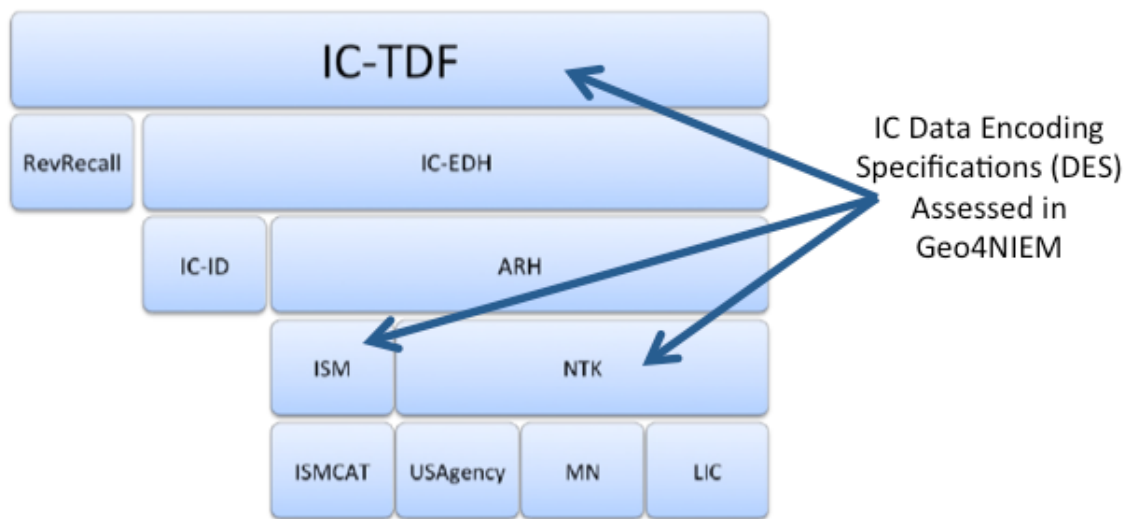 IC-TDF
RevRecall
IC-EDH
IC Data Encoding
Specifications (DES)
Assessed in
Geo4NIEM
IC-ID
ARH
ISM
NTK
ISMCAT
USAgency
MN
LIC